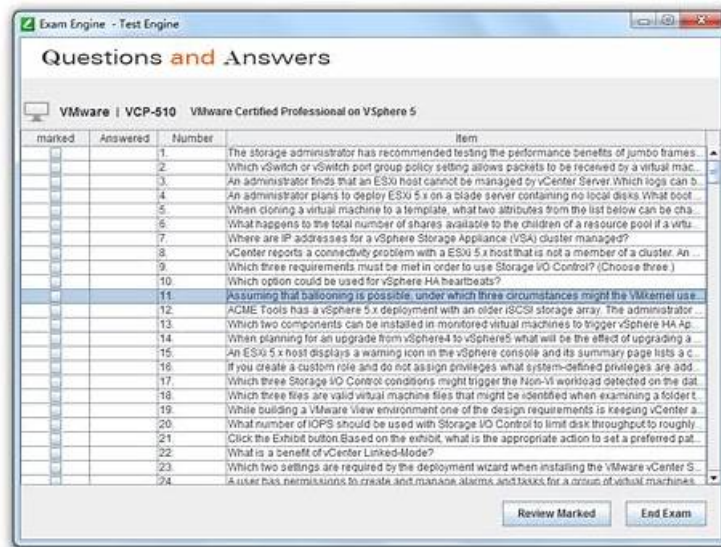 Exam Engine - Test Engine
Questions and Answers
VMware | VCP-510 VMware Certified Professional on VSphere 5
marked Answered Number Item
1. The storage administrator has recommended testing the performance benefits of jumbo frames...
2. Which vSwitch or vSwitch port group policy setting allows packets to be received by a virtual mac...
3. An administrator finds that an ESXi host cannot be managed by vCenter Server.Which logs can b...
4. An administrator plans to deploy ESXi 5.x on a blade server containing no local disks.What boot...
5. When cloning a virtual machine to a template, what two attributes from the list below can be cha...
6. What happens to the total number of shares available to the children of a resource pool if a virtu...
7. Where are IP addresses for a vSphere Storage Appliance (VSA) cluster managed?
8. vCenter reports a connectivity problem with a ESXi 5.x host that is not a member of a cluster. An ...
9. Which three requirements must be met in order to use Storage I/O Control? (Choose three.)
10. Which option could be used for vSphere HA heartbeats?
11. Assuming that ballooning is possible, under which three circumstances might the VMkernel use...
12. ACME Tools has a vSphere 5.x deployment with an older iSCSI storage array. The administrator ...
13. Which two components can be installed in monitored virtual machines to trigger vSphere HA Ap...
14. When planning for an upgrade from vSphere4 to vSphere5 what will be the effect of upgrading a ...
15. An ESXi 5.x host displays a warning icon in the vSphere console and its summary page lists a c...
16. If you create a custom role and do not assign privileges what system-defined privileges are add...
17. Which three Storage I/O Control conditions might trigger the Non-VI workload detected on the dat...
18. Which three files are valid virtual machine files that might be identified when examining a folder t...
19. While building a VMware View environment one of the design requirements is keeping vCenter a...
20. What number of IOPS should be used with Storage I/O Control to limit disk throughput to roughly...
21. Click the Exhibit button.Based on the exhibit, what is the appropriate action to set a preferred pat...
22. What is a benefit of vCenter Linked-Mode?
23. Which two settings are required by the deployment wizard when installing the VMware vCenter S...
24. A user has permissions to create and manage alarms and tasks for a group of virtual machines...
Review Marked End Exam